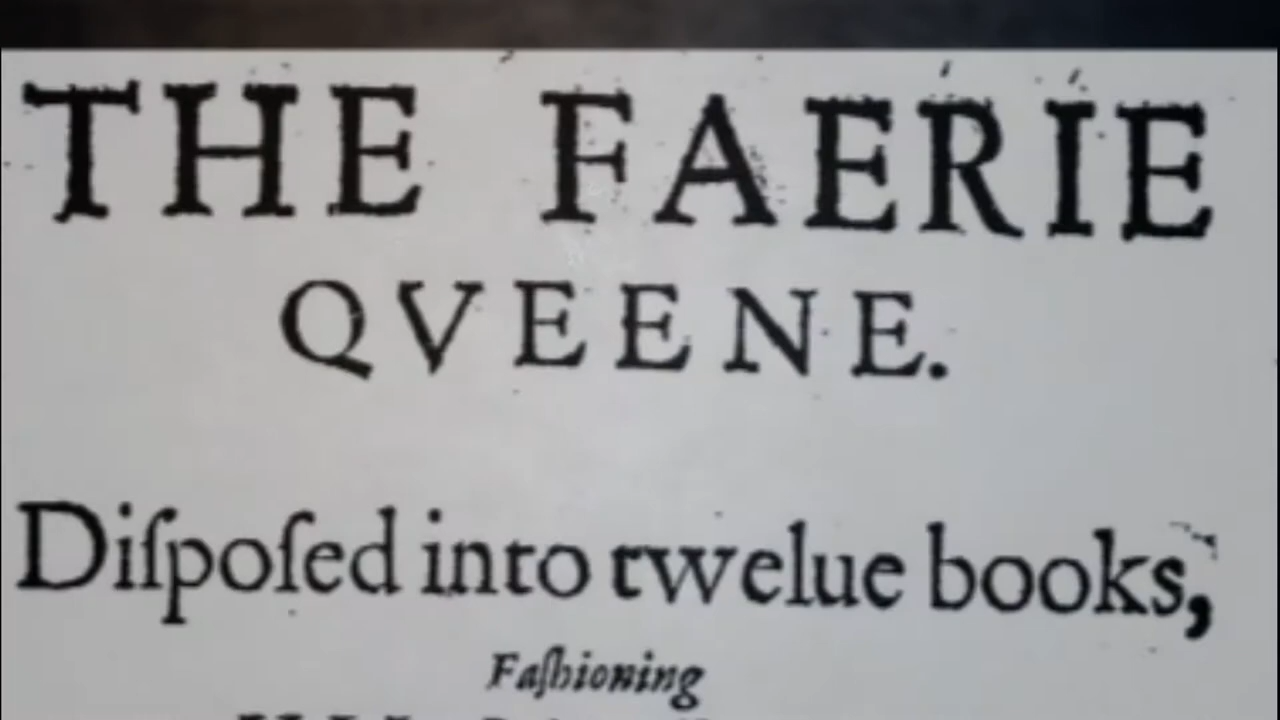 THE FAERIE
QVEENE.
Diſpoſed into twelue books,
Faſhioning